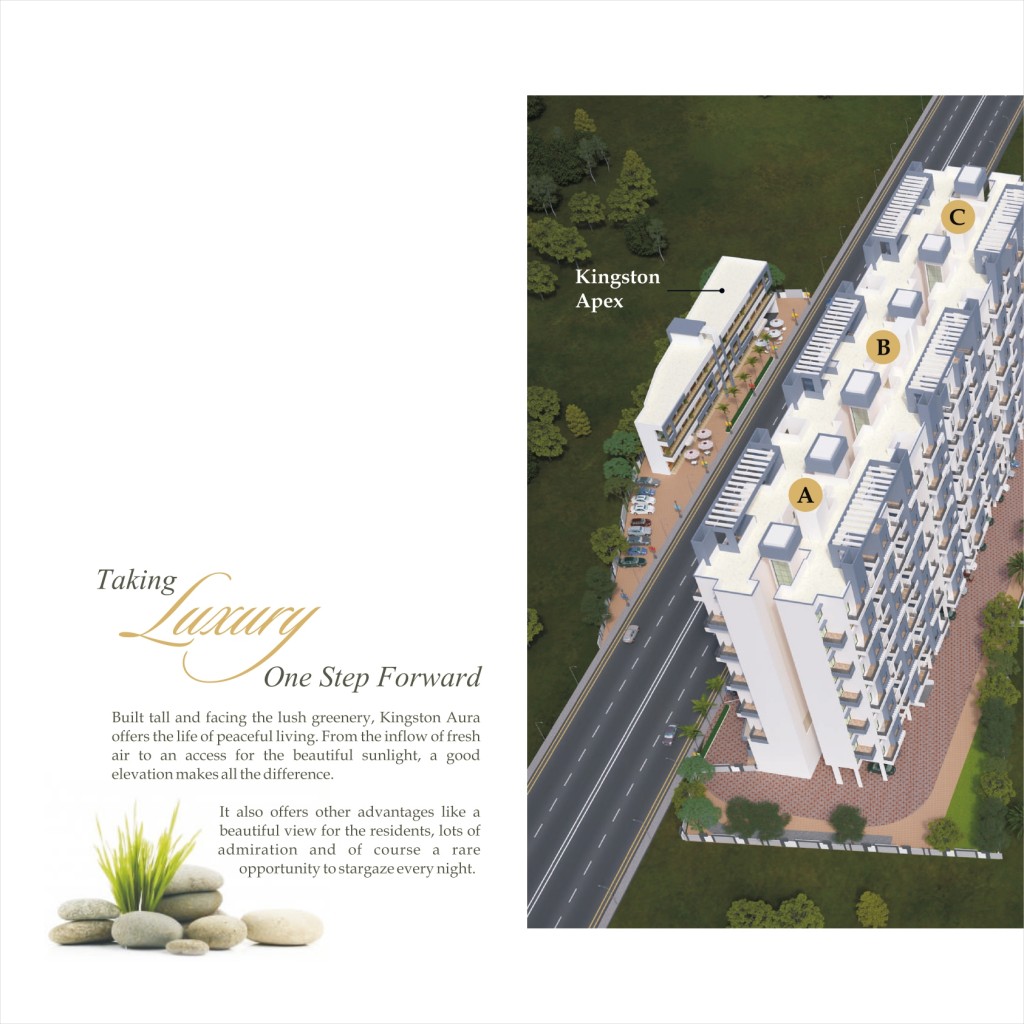 Taking
Luxury
One Step Forward
Built tall and facing the lush greenery, Kingston Aura
offers the life of peaceful living. From the inflow of fresh
air to an access for the beautiful sunlight, a good
elevation makes all the difference.
It also offers other advantages like a
beautiful view for the residents, lots of
admiration and of course a rare
opportunity to stargaze every night.
Kingston
Apex
C
B
A